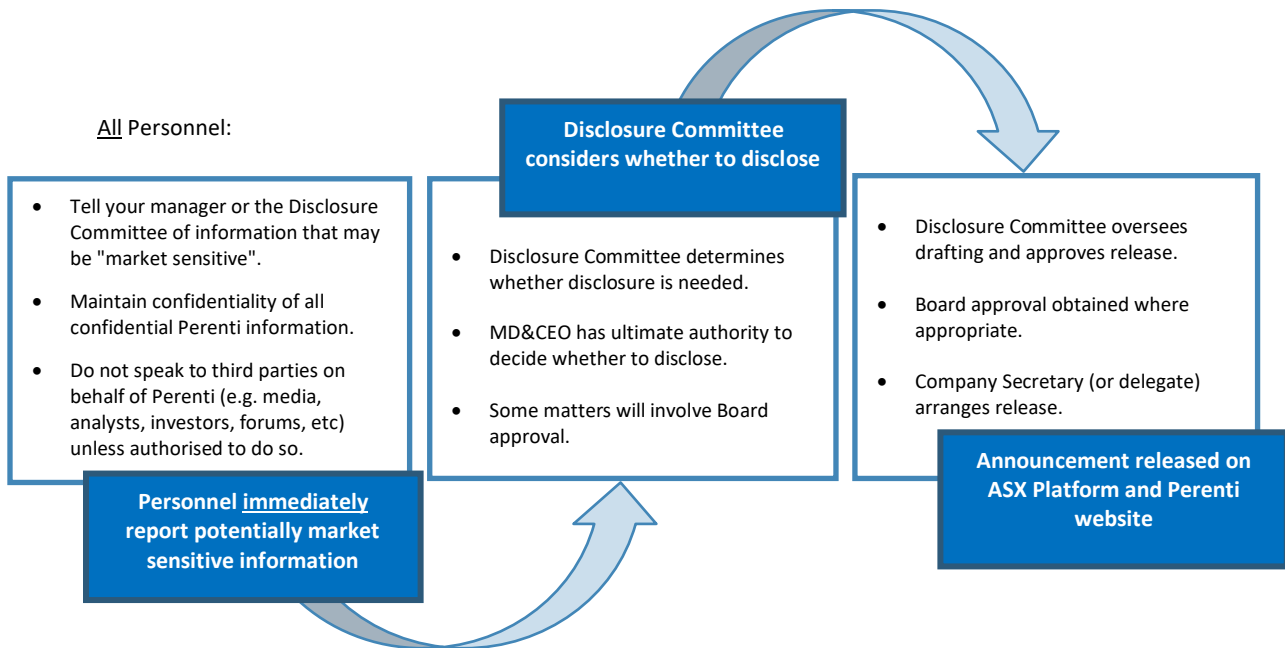 All Personnel:
• Tell your manager or the Disclosure
Committee of information that may
be "market sensitive".
• Maintain confidentiality of all
confidential Perenti information.
• Do not speak to third parties on
behalf of Perenti (e.g. media,
analysts, investors, forums, etc)
unless authorised to do so.
Personnel immediately
report potentially market
sensitive information
Disclosure Committee
considers whether to disclose
• Disclosure Committee determines
whether disclosure is needed.
• MD&CEO has ultimate authority to
decide whether to disclose.
• Some matters will involve Board
approval.
• Disclosure Committee oversees
drafting and approves release.
• Board approval obtained where
appropriate.
• Company Secretary (or delegate)
arranges release.
Announcement released on
ASX Platform and Perenti
website